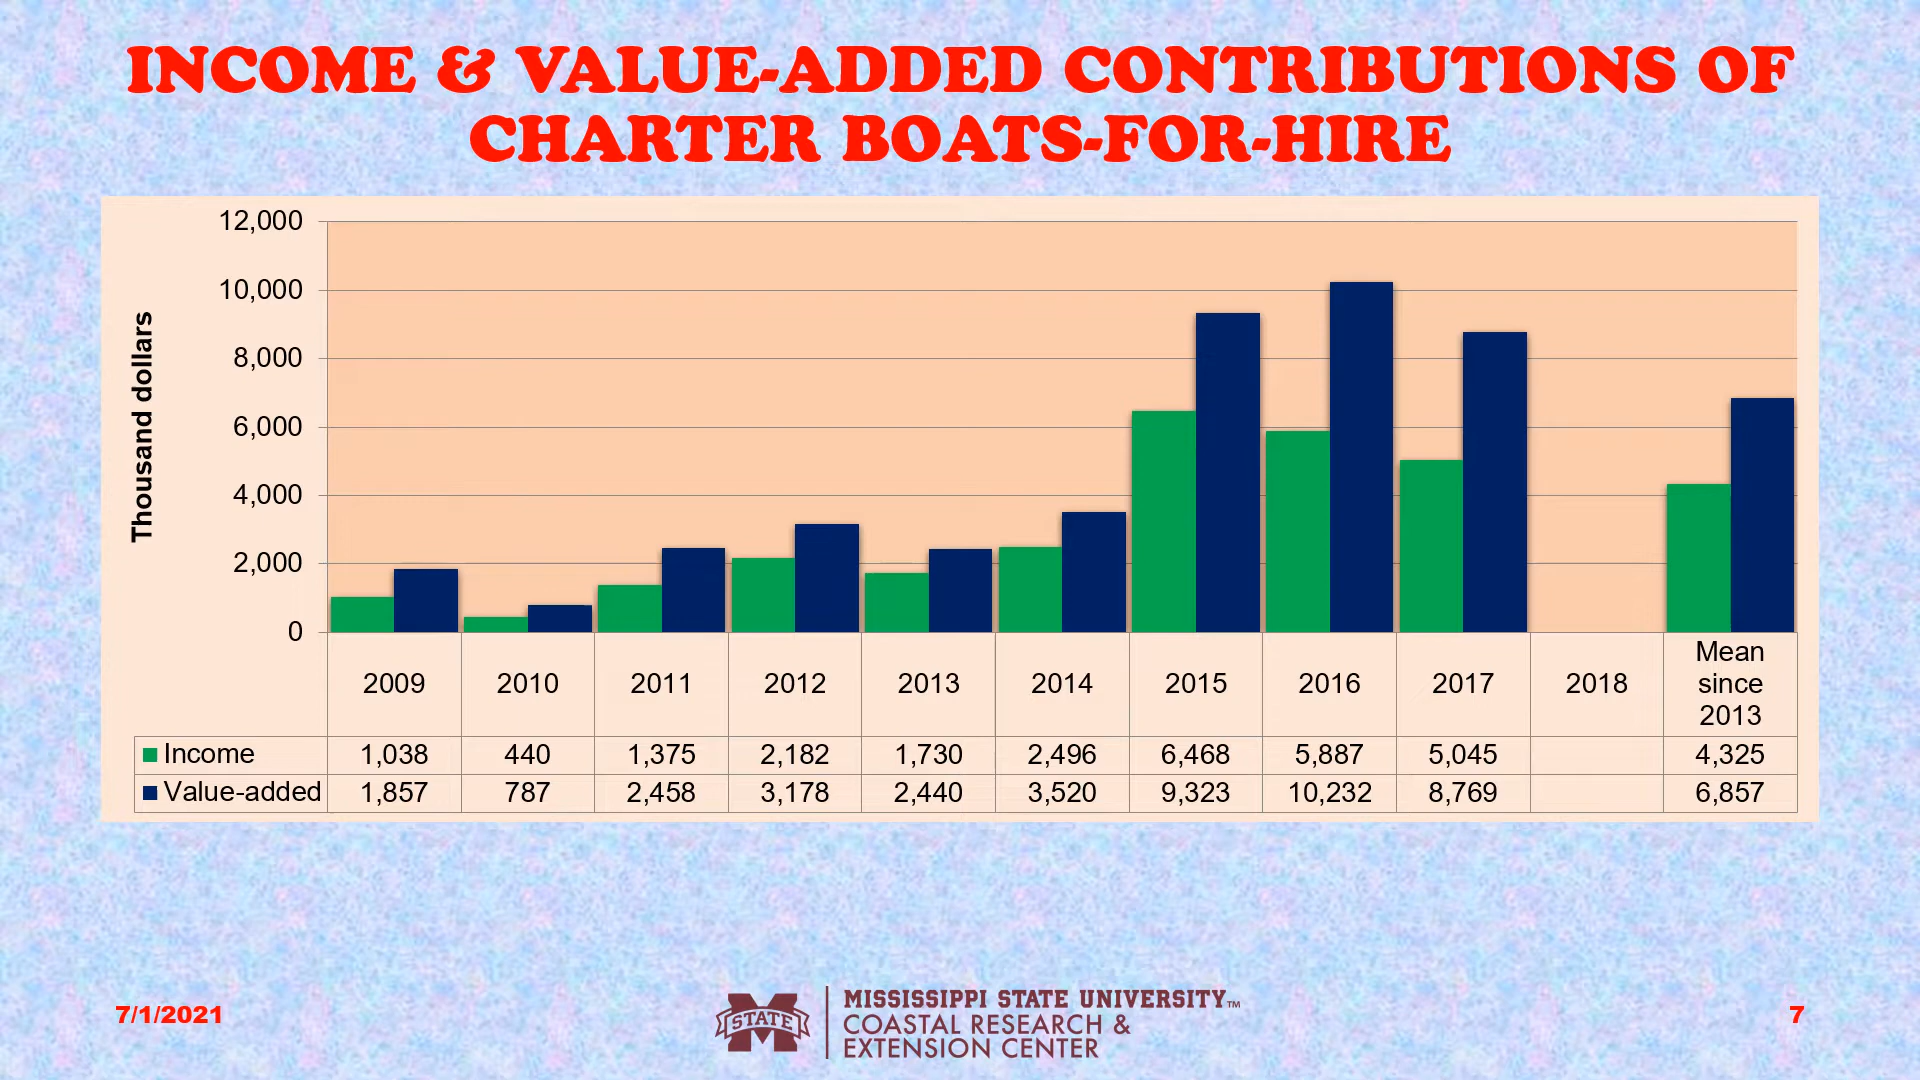 INCOME & VALUE-ADDED CONTRIBUTIONS OF
CHARTER BOATS-FOR-HIRE
Thousand dollars
12,000
10,000
8,000
6,000
4,000
2,000
0
2009 2010 2011 2012 2013 2014 2015 2016 2017 2018 Mean since 2013
Income 1,038 440 1,375 2,182 1,730 2,496 6,468 5,887 5,045 4,325
Value-added 1,857 787 2,458 3,178 2,440 3,520 9,323 10,232 8,769 6,857
7/1/2021
STATE
MISSISSIPPI STATE UNIVERSITY™
COASTAL RESEARCH &
EXTENSION CENTER
7